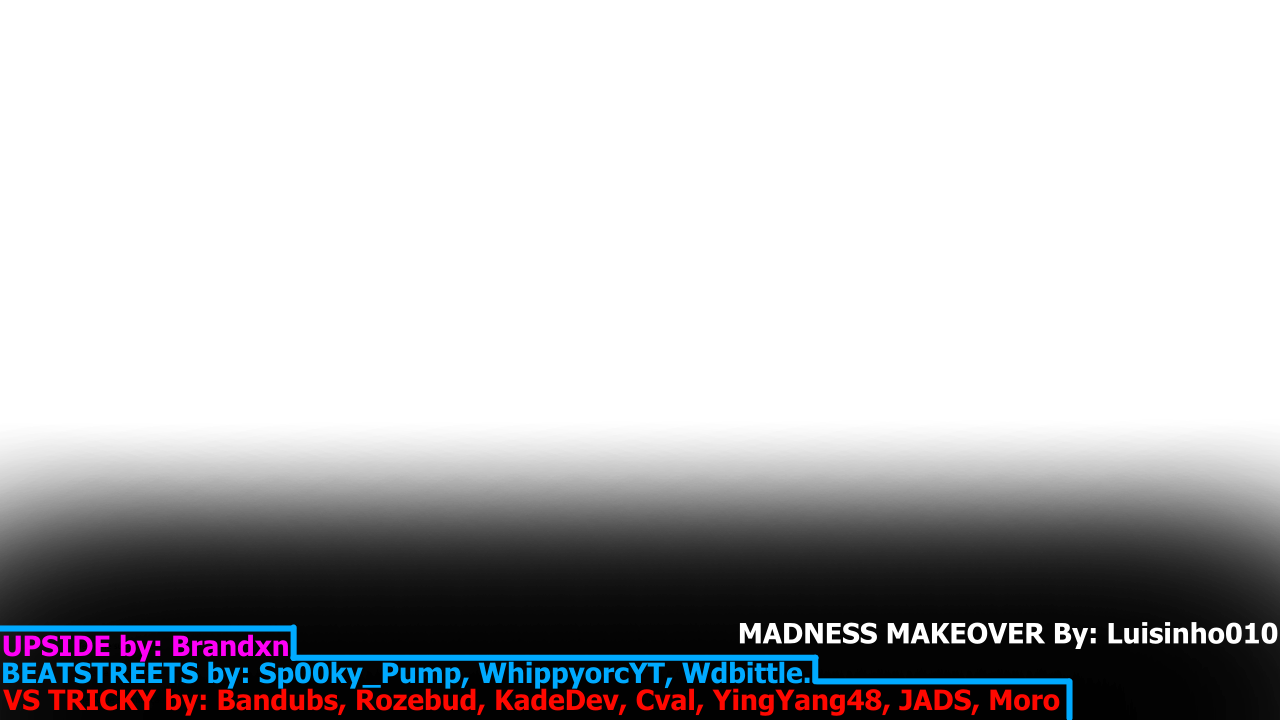 UPSIDE by: Brandxn
MADNESS MAKEOVER By: Luisinho010
BEATSTREETS by: Sp00ky_Pump, WhippyorcYT, Wdbittle.
VS TRICKY by: Bandubs, Rozebud, KadeDev, Cval, YingYang48, JADS, Moro